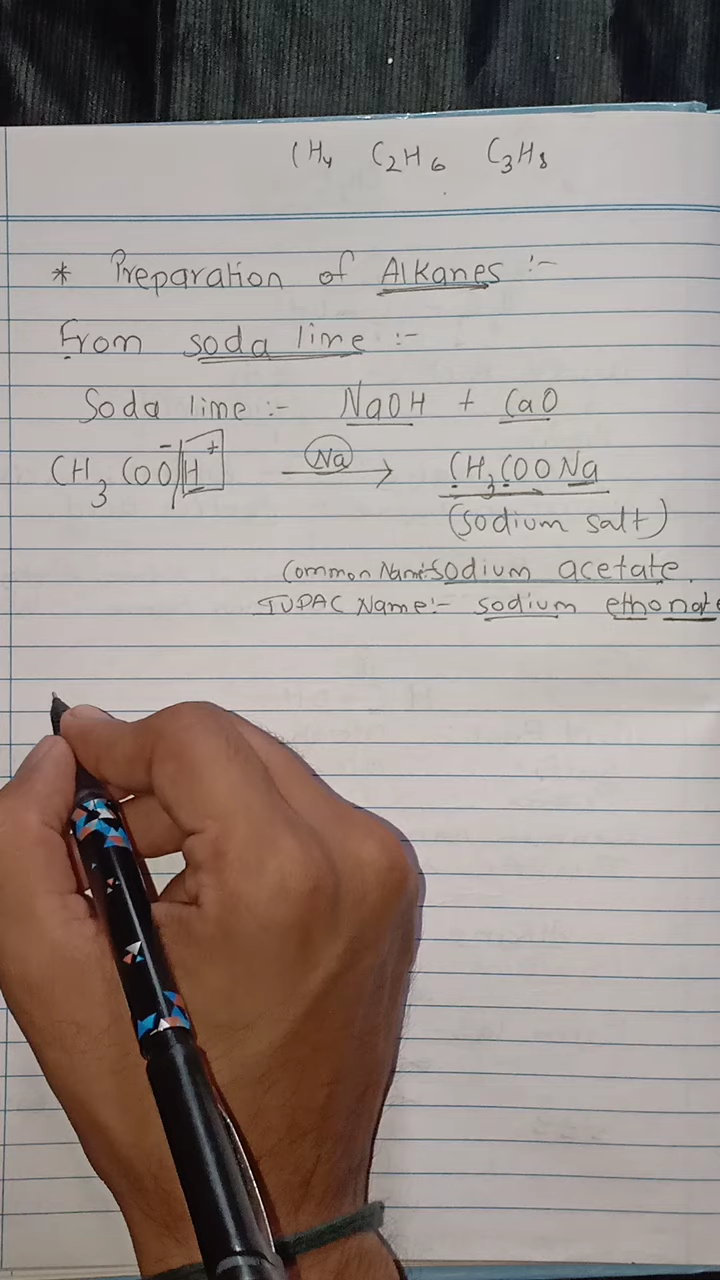 CH4 C2H6 C3H8
* Preparation of Alkanes :-
From soda lime :-
Soda lime :- NaOH + CaO
CH3COO⁻/H⁺ —Na→ CH3COONa
(sodium salt)
Common Name:- sodium acetate.
IUPAC Name:- sodium ethonate